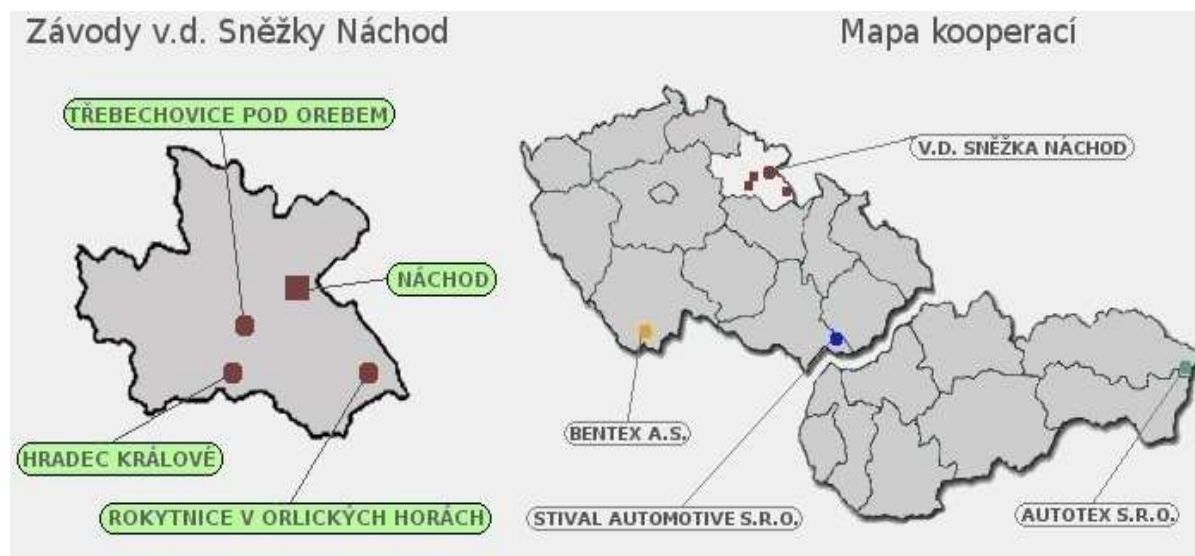 Závody v.d. Sněžky Náchod
Mapa kooperací
TŘEBECHOVICE POD OREBEM
V.D. SNĚŽKA NÁCHOD
NÁCHOD
BENTEX A.S.
HRADEC KRÁLOVÉ
ROKYTNICE V ORLICKÝCH HORÁCH
STIVAL AUTOMOTIVE S.R.O.
AUTOTEX S.R.O.